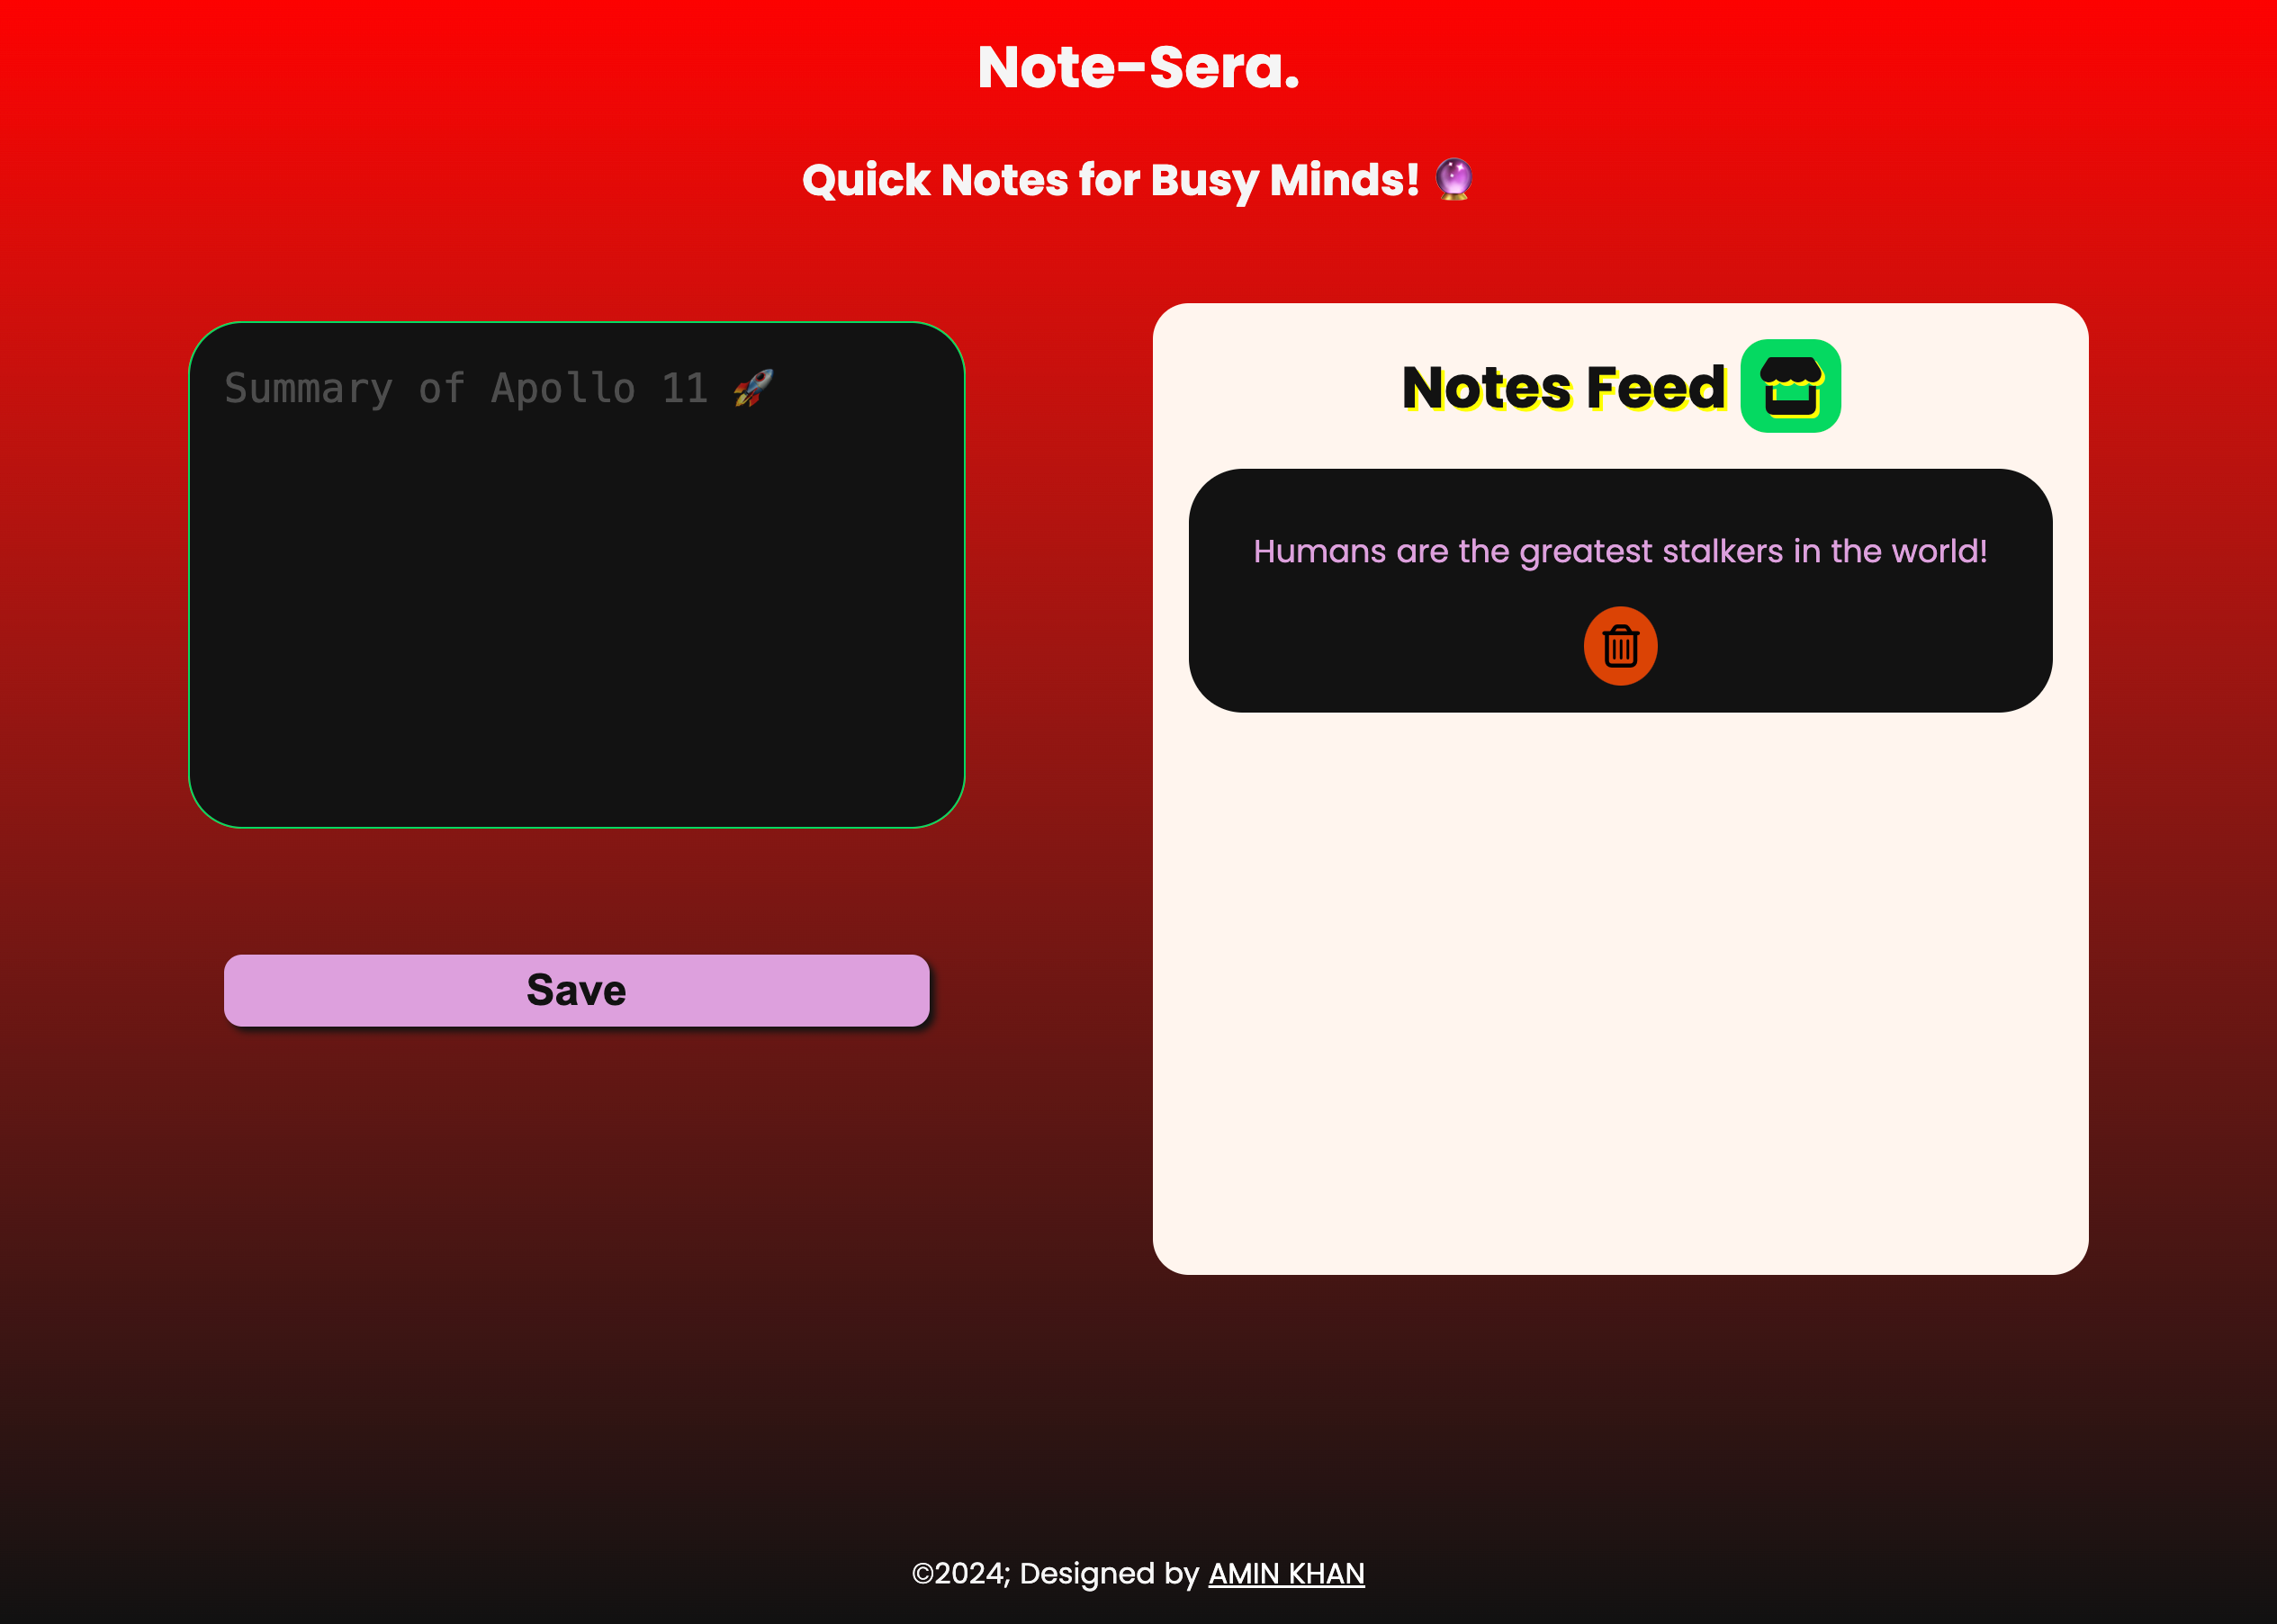 Note-Sera.
Quick Notes for Busy Minds! 🔮
Summary of Apollo 11 🚀
Save
Notes Feed
Humans are the greatest stalkers in the world!
©2024; Designed by AMIN KHAN